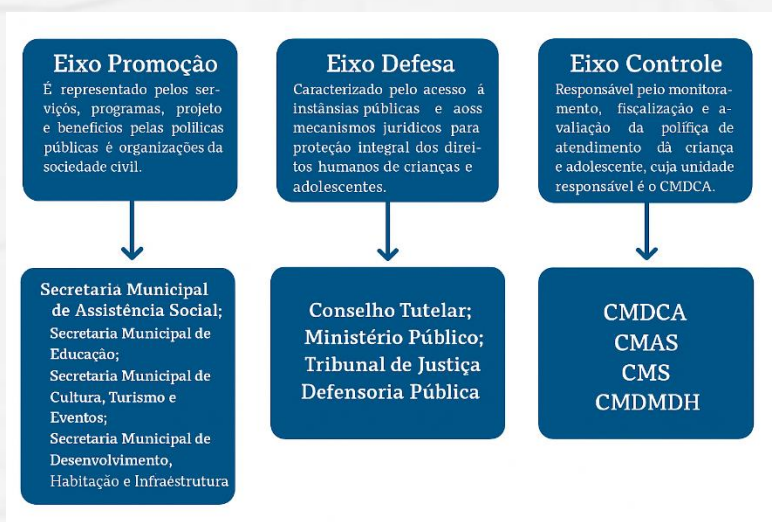 Eixo Promoção
É representado pelos ser-
viçós, programas, projeto
e benefícios pelas polílicas
públicas é organizações da
sociedade civil.
Secretaria Municipal
de Assistência Social;
Secretaria Municipal de
Educação;
Secretaria Municipal de
Cultura, Turismo e
Eventos;
Secretaria Municipal de
Desenvolvimento,
Habitação e Infraéstrutura
Eixo Defesa
Caracterizado pelo acesso á
instânsias públicas e aoss
mecanismos jurídicos para
proteção integral dos direi-
tos humanos de crianças e
adolescentes.
Conselho Tutelar;
Ministério Público;
Tribunal de Justiça
Defensoria Pública
Eixo Controle
Responsável peio monitora-
mento, fisçalização e a-
valiação da polífiça de
atendimento dà criança
e adolescente, cuja unidade
responsável é o CMDCA.
CMDCA
CMAS
CMS
CMDMDH